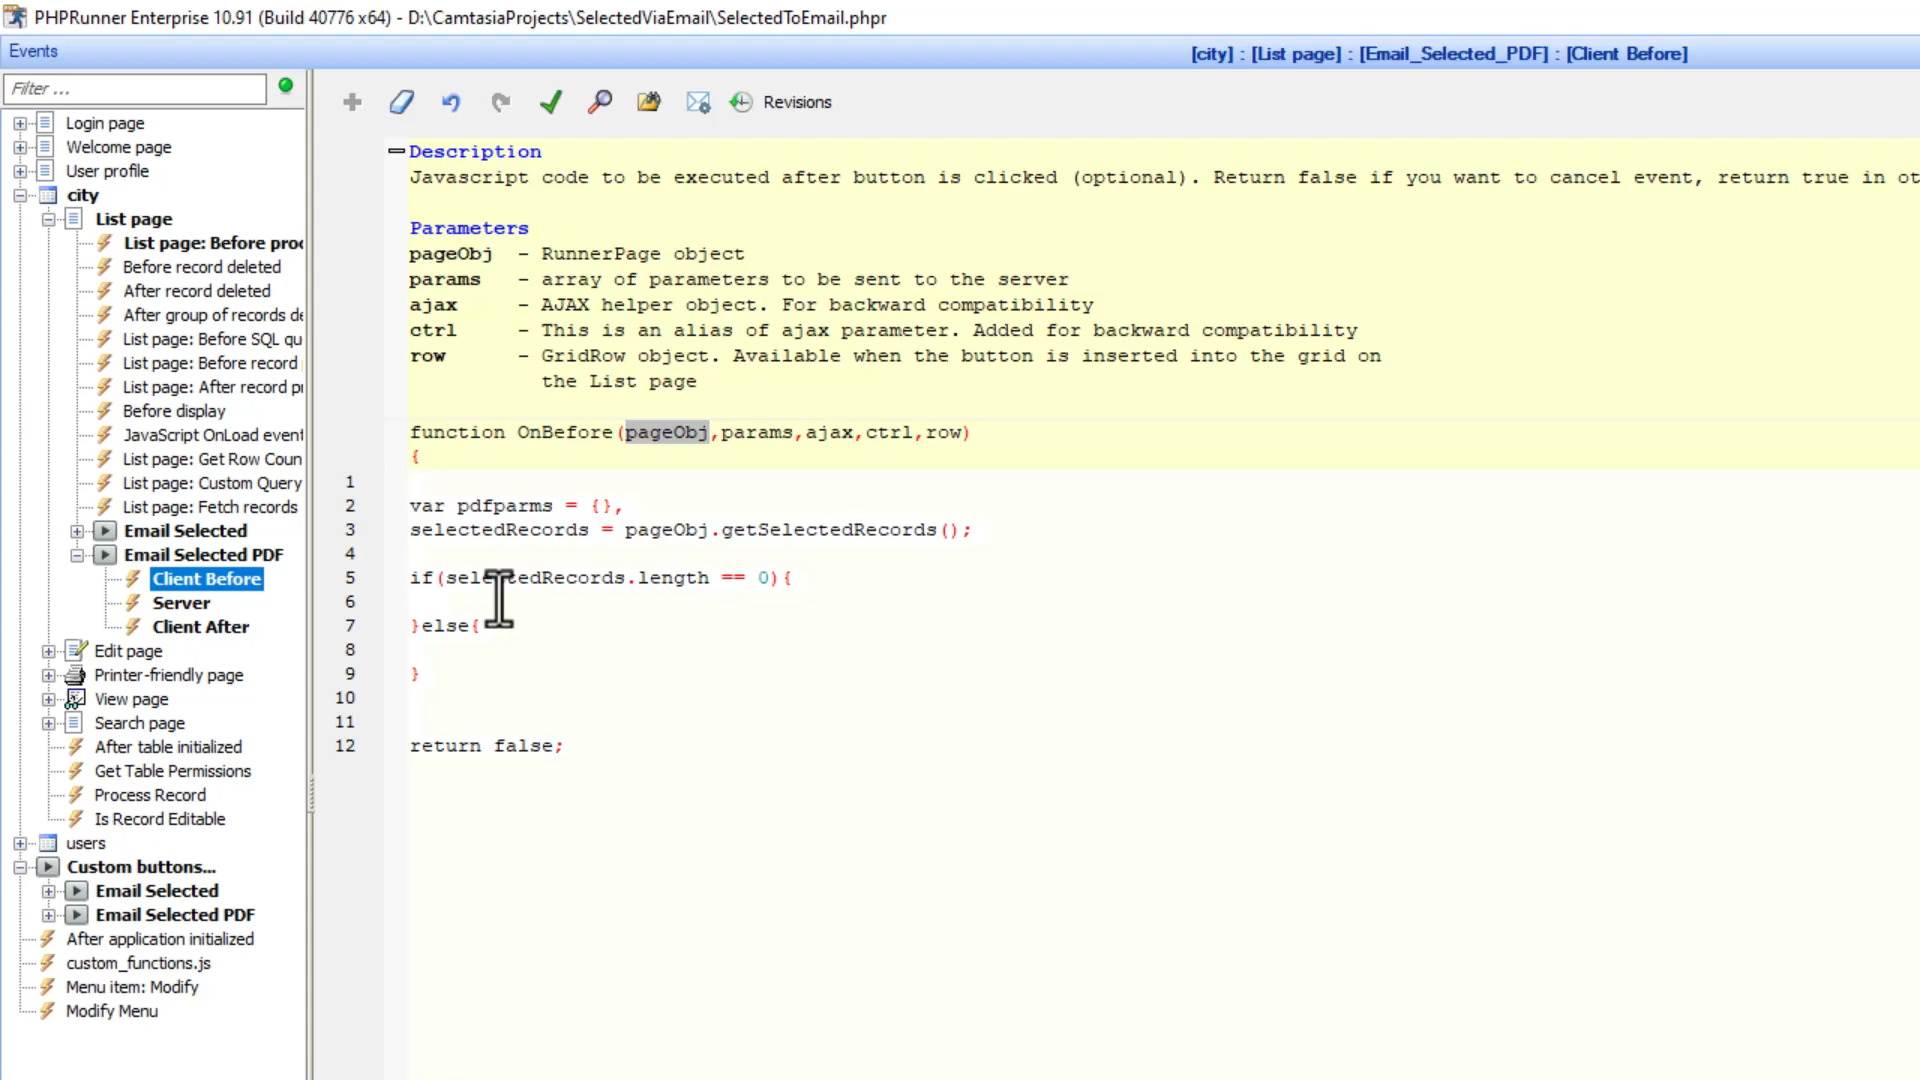 PHPRunner Enterprise 10.91 (Build 40776 x64) - D:\CamtasiaProjects\SelectedViaEmail\SelectedToEmail.phpr
Events
[city] : [List page] : [Email_Selected_PDF] : [Client Before]
Filter ...
Revisions
Login page
Welcome page
User profile
city
List page
List page: Before proc
Before record deleted
After record deleted
After group of records de
List page: Before SQL qu
List page: Before record
List page: After record pr
Before display
JavaScript OnLoad event
List page: Get Row Coun
List page: Custom Query
List page: Fetch records
Email Selected
Email Selected PDF
Client Before
Server
Client After
Edit page
Printer-friendly page
View page
Search page
After table initialized
Get Table Permissions
Process Record
Is Record Editable
users
Custom buttons...
Email Selected
Email Selected PDF
After application initialized
custom_functions.js
Menu item: Modify
Modify Menu
Description
Javascript code to be executed after button is clicked (optional). Return false if you want to cancel event, return true in ot
Parameters
pageObj - RunnerPage object
params - array of parameters to be sent to the server
ajax - AJAX helper object. For backward compatibility
ctrl - This is an alias of ajax parameter. Added for backward compatibility
row - GridRow object. Available when the button is inserted into the grid on
the List page
function OnBefore(pageObj,params,ajax,ctrl,row)
{
1
2 var pdfparms = {},
3 selectedRecords = pageObj.getSelectedRecords();
4
5 if(selectedRecords.length == 0){
6
7 }else{
8
9 }
10
11
12 return false;